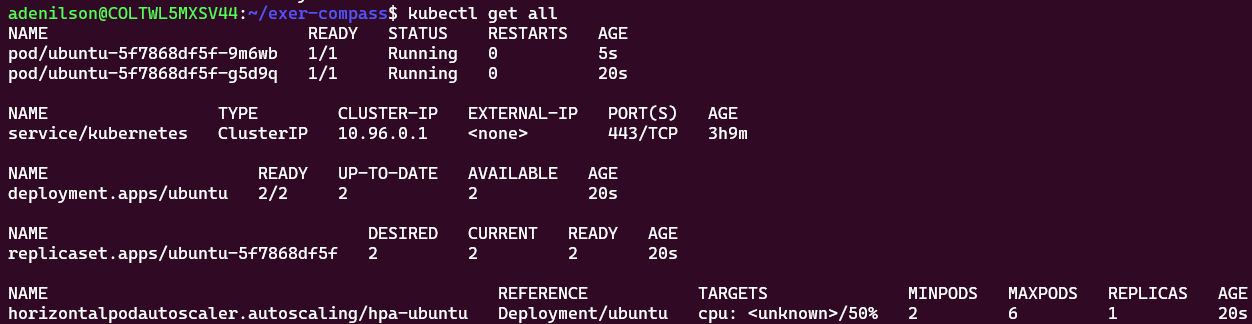 adenilson@COLTWL5MXSV44:~/exer-compass$ kubectl get all
NAME                          READY   STATUS    RESTARTS   AGE
pod/ubuntu-5f7868df5f-9m6wb   1/1     Running   0          5s
pod/ubuntu-5f7868df5f-g5d9q   1/1     Running   0          20s

NAME                 TYPE        CLUSTER-IP   EXTERNAL-IP   PORT(S)   AGE
service/kubernetes   ClusterIP   10.96.0.1    <none>        443/TCP   3h9m

NAME                     READY   UP-TO-DATE   AVAILABLE   AGE
deployment.apps/ubuntu   2/2     2            2           20s

NAME                                DESIRED   CURRENT   READY   AGE
replicaset.apps/ubuntu-5f7868df5f   2         2         2       20s

NAME                                             REFERENCE           TARGETS              MINPODS   MAXPODS   REPLICAS   AGE
horizontalpodautoscaler.autoscaling/hpa-ubuntu   Deployment/ubuntu   cpu: <unknown>/50%   2         6         1          20s